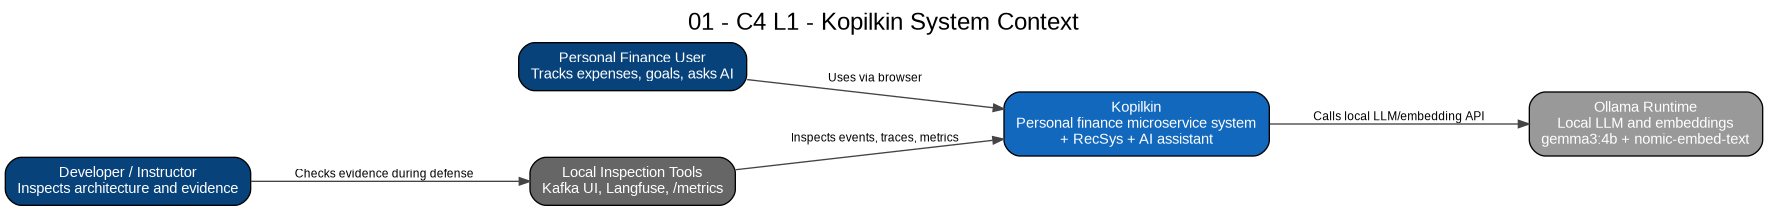 01 - C4 L1 - Kopilkin System Context
Personal Finance User
Tracks expenses, goals, asks AI
Uses via browser
Kopilkin
Personal finance microservice system
+ RecSys + AI assistant
Calls local LLM/embedding API
Ollama Runtime
Local LLM and embeddings
gemma3:4b + nomic-embed-text
Inspects events, traces, metrics
Developer / Instructor
Inspects architecture and evidence
Checks evidence during defense
Local Inspection Tools
Kafka UI, Langfuse, /metrics